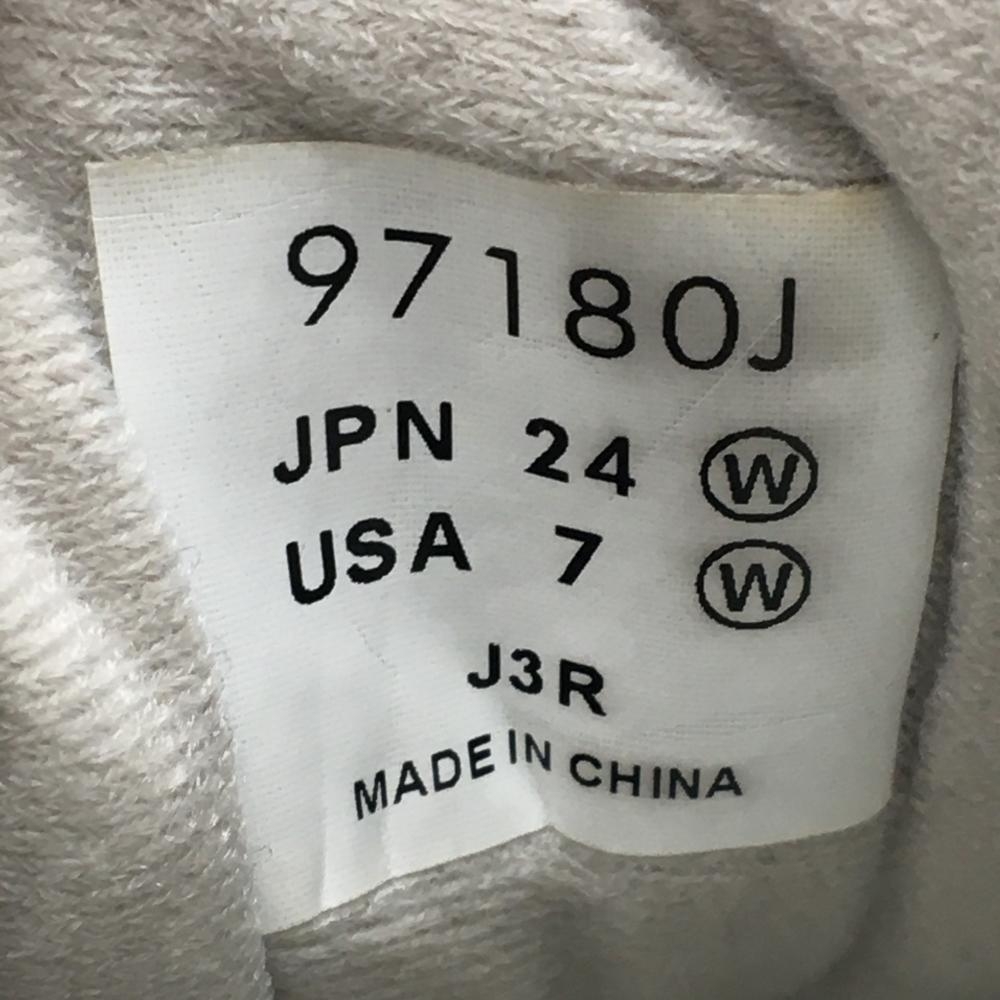 97180J
JPN 24 Ⓦ
USA 7 Ⓦ
J3R
MADE IN CHINA